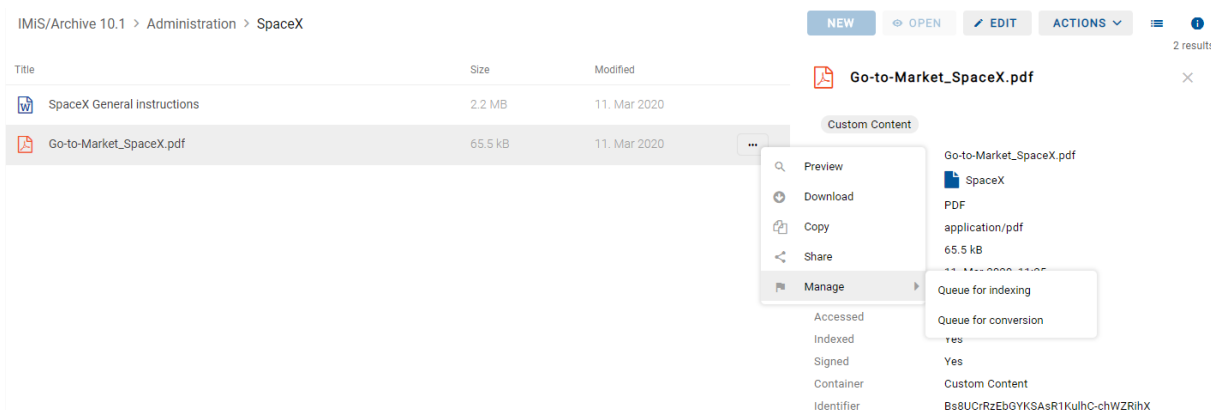 IMiS/Archive 10.1 > Administration > SpaceX
NEW OPEN EDIT ACTIONS
2 results
Title Size Modified
SpaceX General instructions 2.2 MB 11. Mar 2020
Go-to-Market_SpaceX.pdf 65.5 kB 11. Mar 2020
Go-to-Market_SpaceX.pdf
Custom Content
Preview
Download
Copy
Share
Manage
Queue for indexing
Queue for conversion
Go-to-Market_SpaceX.pdf
SpaceX
PDF
application/pdf
65.5 kB
Accessed
Indexed Yes
Signed Yes
Container Custom Content
Identifier Bs8UCrRzEbGYKSAsR1KulhC-chWZRihX